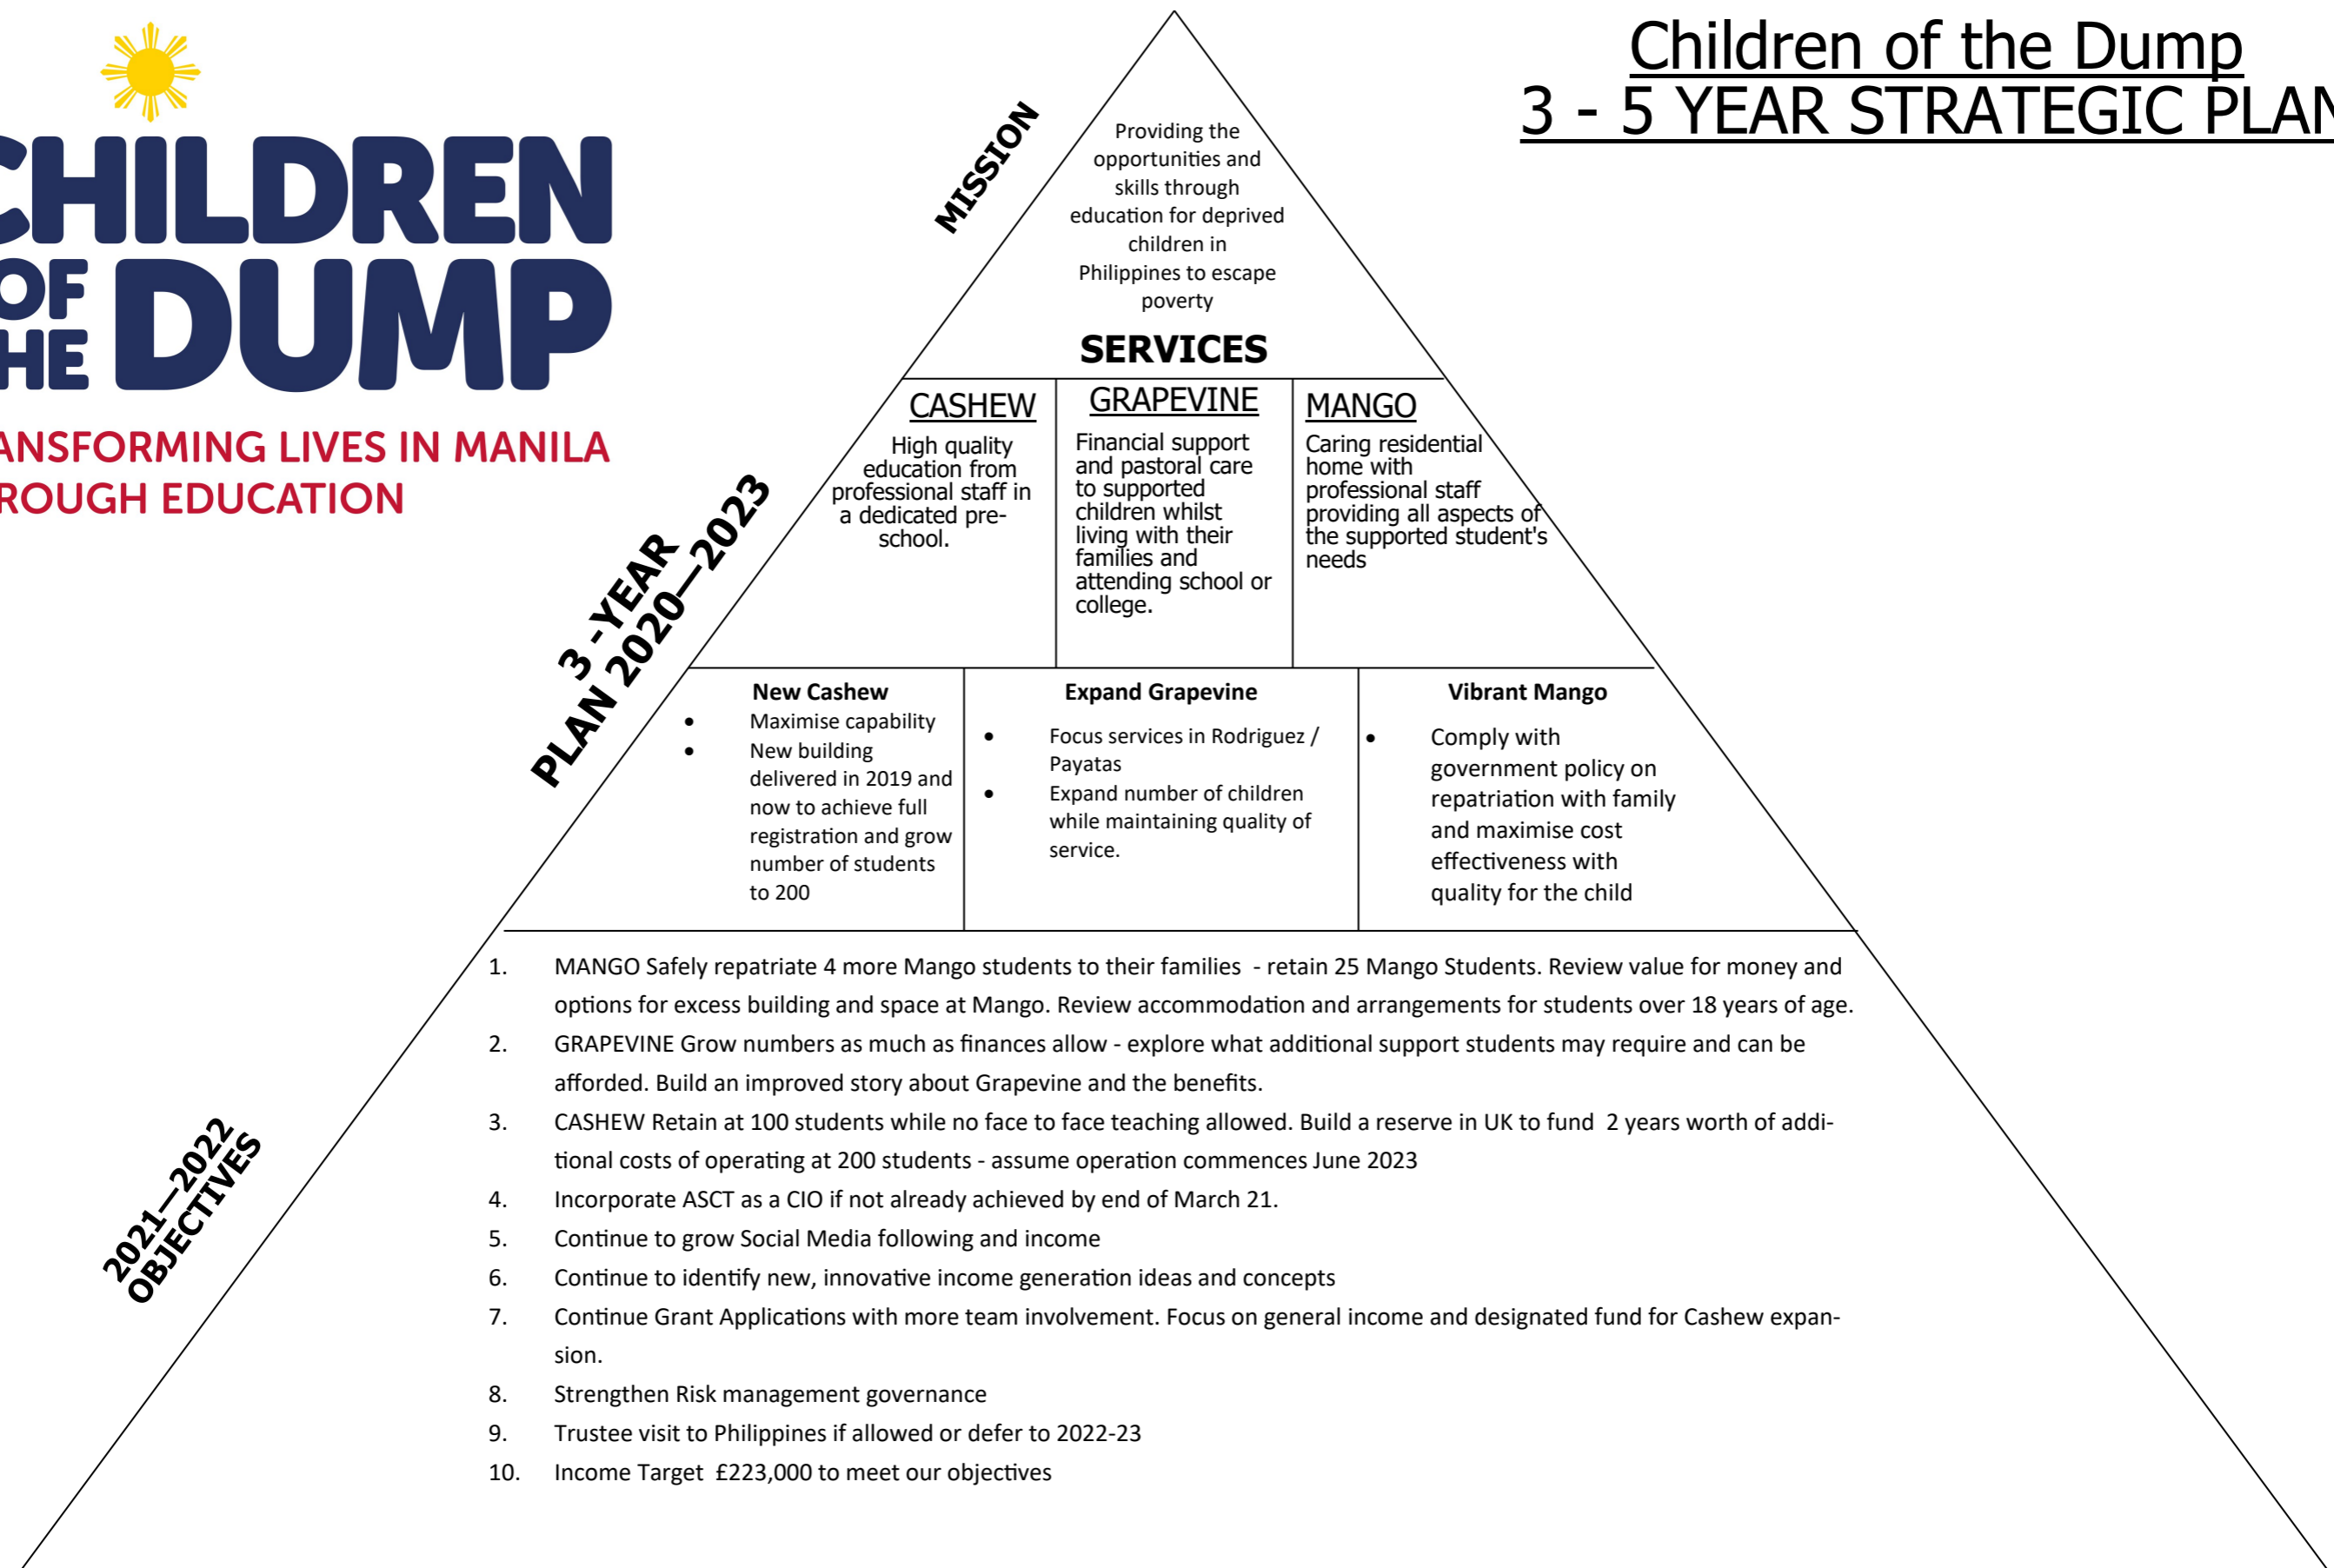 CHILDREN
OF
HE DUMP
ANSFORMING LIVES IN MANILA
ROUGH EDUCATION
Children of the Dump
3 - 5 YEAR STRATEGIC PLAN
MISSION
Providing the
opportunities and
skills through
education for deprived
children in
Philippines to escape
poverty
SERVICES
CASHEW
High quality
education from
professional staff in
a dedicated pre-
school.
GRAPEVINE
Financial support
and pastoral care
to supported
children whilst
living with their
families and
attending school or
college.
MANGO
Caring residential
home with
professional staff
providing all aspects of
the supported student's
needs
3 -YEAR
PLAN 2020—2023
New Cashew
• Maximise capability
• New building
delivered in 2019 and
now to achieve full
registration and grow
number of students
to 200
Expand Grapevine
• Focus services in Rodriguez /
Payatas
• Expand number of children
while maintaining quality of
service.
Vibrant Mango
• Comply with
government policy on
repatriation with family
and maximise cost
effectiveness with
quality for the child
2021—2022
OBJECTIVES
1. MANGO Safely repatriate 4 more Mango students to their families - retain 25 Mango Students. Review value for money and
options for excess building and space at Mango. Review accommodation and arrangements for students over 18 years of age.
2. GRAPEVINE Grow numbers as much as finances allow - explore what additional support students may require and can be
afforded. Build an improved story about Grapevine and the benefits.
3. CASHEW Retain at 100 students while no face to face teaching allowed. Build a reserve in UK to fund 2 years worth of addi-
tional costs of operating at 200 students - assume operation commences June 2023
4. Incorporate ASCT as a CIO if not already achieved by end of March 21.
5. Continue to grow Social Media following and income
6. Continue to identify new, innovative income generation ideas and concepts
7. Continue Grant Applications with more team involvement. Focus on general income and designated fund for Cashew expan-
sion.
8. Strengthen Risk management governance
9. Trustee visit to Philippines if allowed or defer to 2022-23
10. Income Target £223,000 to meet our objectives